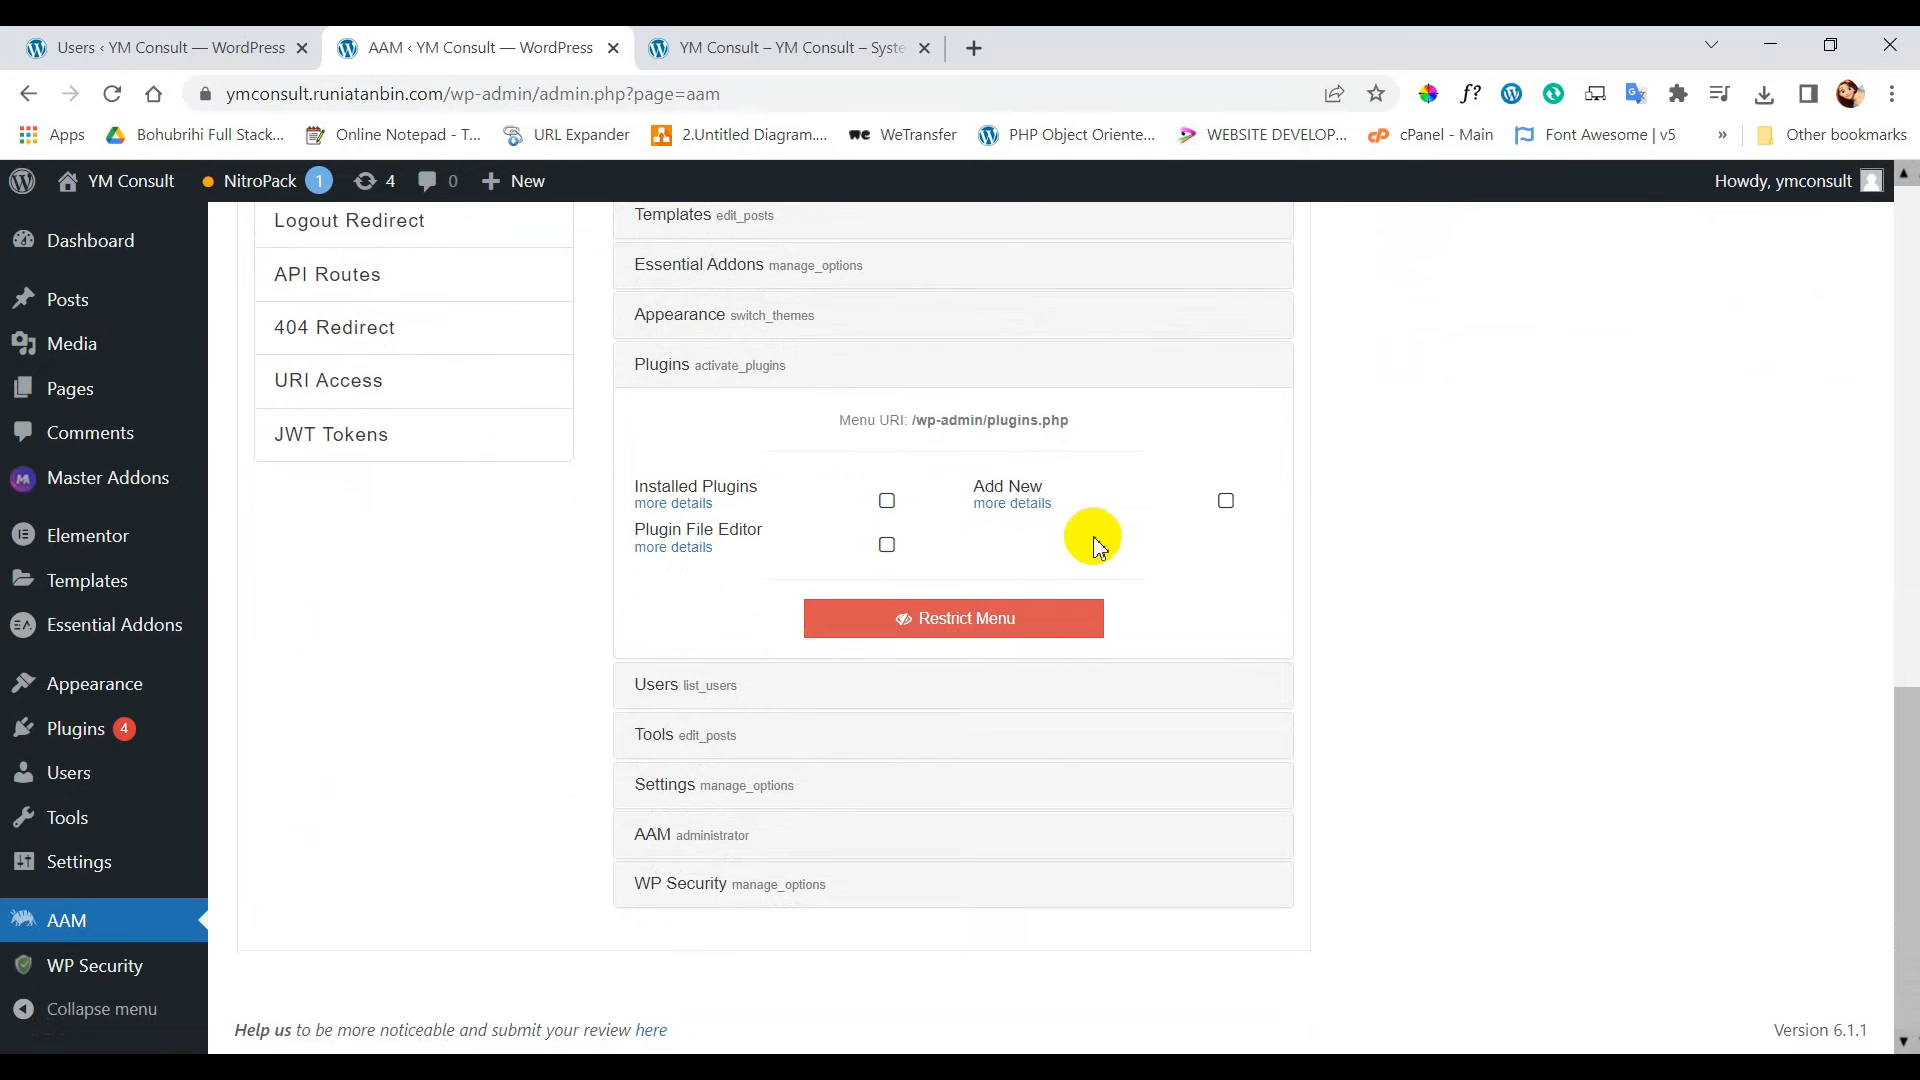 Users ‹ YM Consult — WordPress
AAM ‹ YM Consult — WordPress
YM Consult – YM Consult – Syste
ymconsult.runiatanbin.com/wp-admin/admin.php?page=aam
Apps
Bohubrihi Full Stack...
Online Notepad - T...
URL Expander
2.Untitled Diagram....
WeTransfer
PHP Object Oriente...
WEBSITE DEVELOP...
cPanel - Main
Font Awesome | v5
»
Other bookmarks
YM Consult
NitroPack 1
4
0
New
Howdy, ymconsult
Dashboard
Posts
Media
Pages
Comments
Master Addons
Elementor
Templates
Essential Addons
Appearance
Plugins 4
Users
Tools
Settings
AAM
WP Security
Collapse menu
Logout Redirect
API Routes
404 Redirect
URI Access
JWT Tokens
Templates edit_posts
Essential Addons manage_options
Appearance switch_themes
Plugins activate_plugins
Menu URI: /wp-admin/plugins.php
Installed Plugins
more details
Add New
more details
Plugin File Editor
more details
Restrict Menu
Users list_users
Tools edit_posts
Settings manage_options
AAM administrator
WP Security manage_options
Help us to be more noticeable and submit your review here
Version 6.1.1